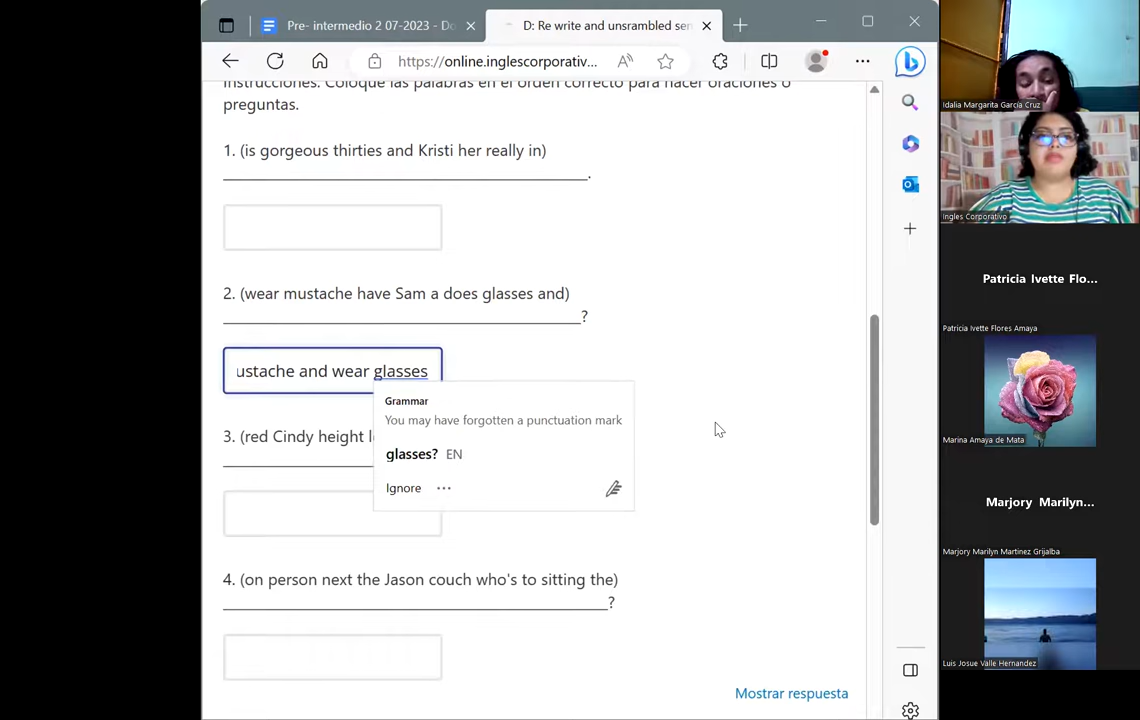 Pre- intermedio 2 07-2023 - Do
D: Re write and unsrambled sen
https://online.inglescorporativ...
instrucciones. Coloque las palabras en el orden correcto para hacer oraciones o
preguntas.
1. (is gorgeous thirties and Kristi her really in)
_______________________________________.
2. (wear mustache have Sam a does glasses and)
_______________________________________?
ustache and wear glasses
Grammar
You may have forgotten a punctuation mark
glasses? EN
Ignore ...
3. (red Cindy height l
4. (on person next the Jason couch who's to sitting the)
_______________________________________?
Mostrar respuesta
Idalia Margarita García Cruz
Ingles Corporativo
Patricia Ivette Flo...
Patricia Ivette Flores Amaya
Marina Amaya de Mata
Marjory Marilyn...
Marjory Marilyn Martinez Grijalba
Luis Josue Valle Hernandez